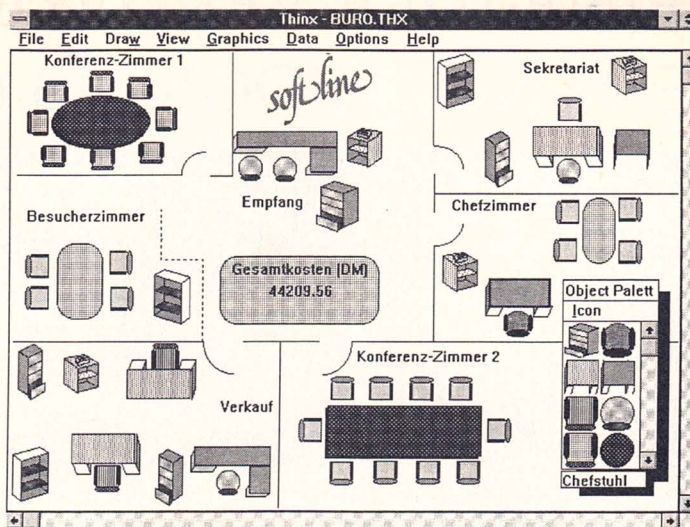 Thinx - BURO.THX
File Edit Draw View Graphics Data Options Help
Konferenz-Zimmer 1
softline
Sekretariat
Empfang
Besucherzimmer
Chefzimmer
Gesamtkosten (DM)
44209.56
Object Palett
Icon
Konferenz-Zimmer 2
Verkauf
Chefstuhl